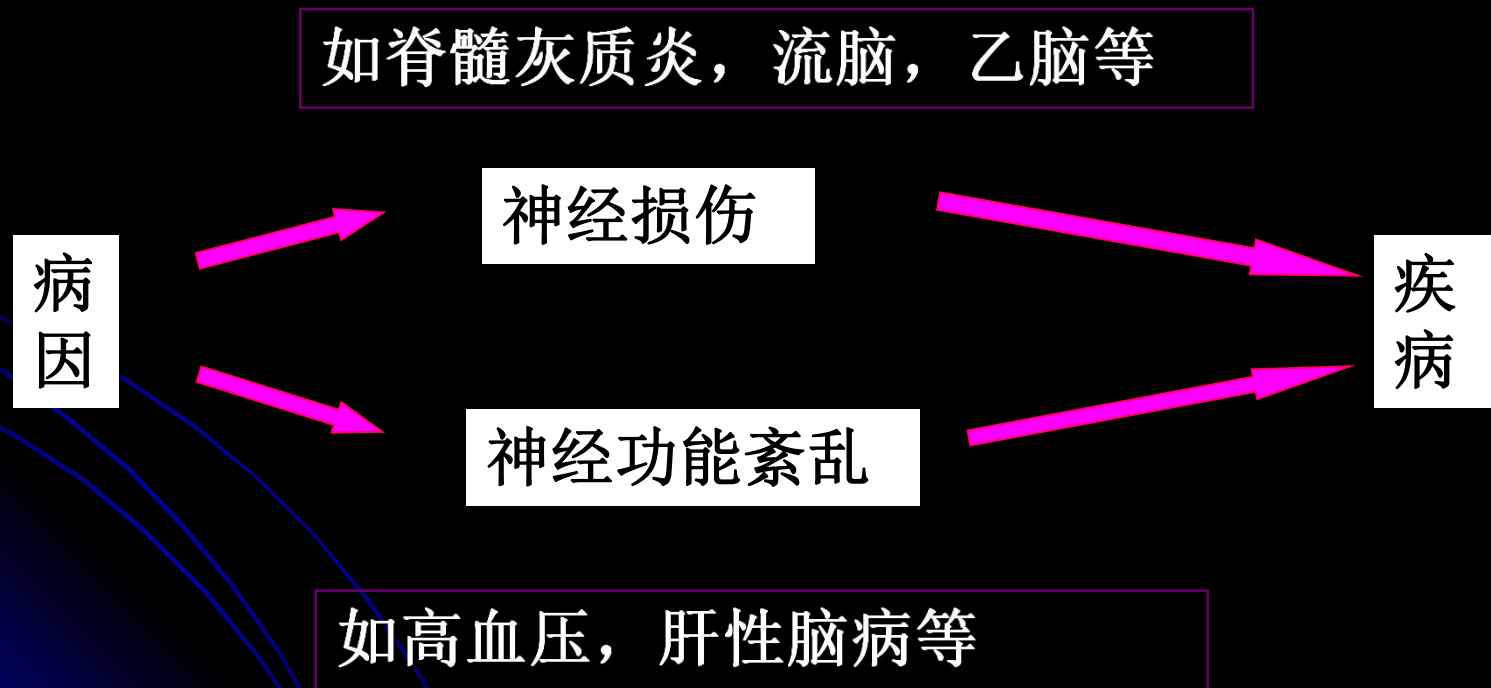 如脊髓灰质炎，流脑，乙脑等
神经损伤
病
因
疾
病
神经功能紊乱
如高血压，肝性脑病等